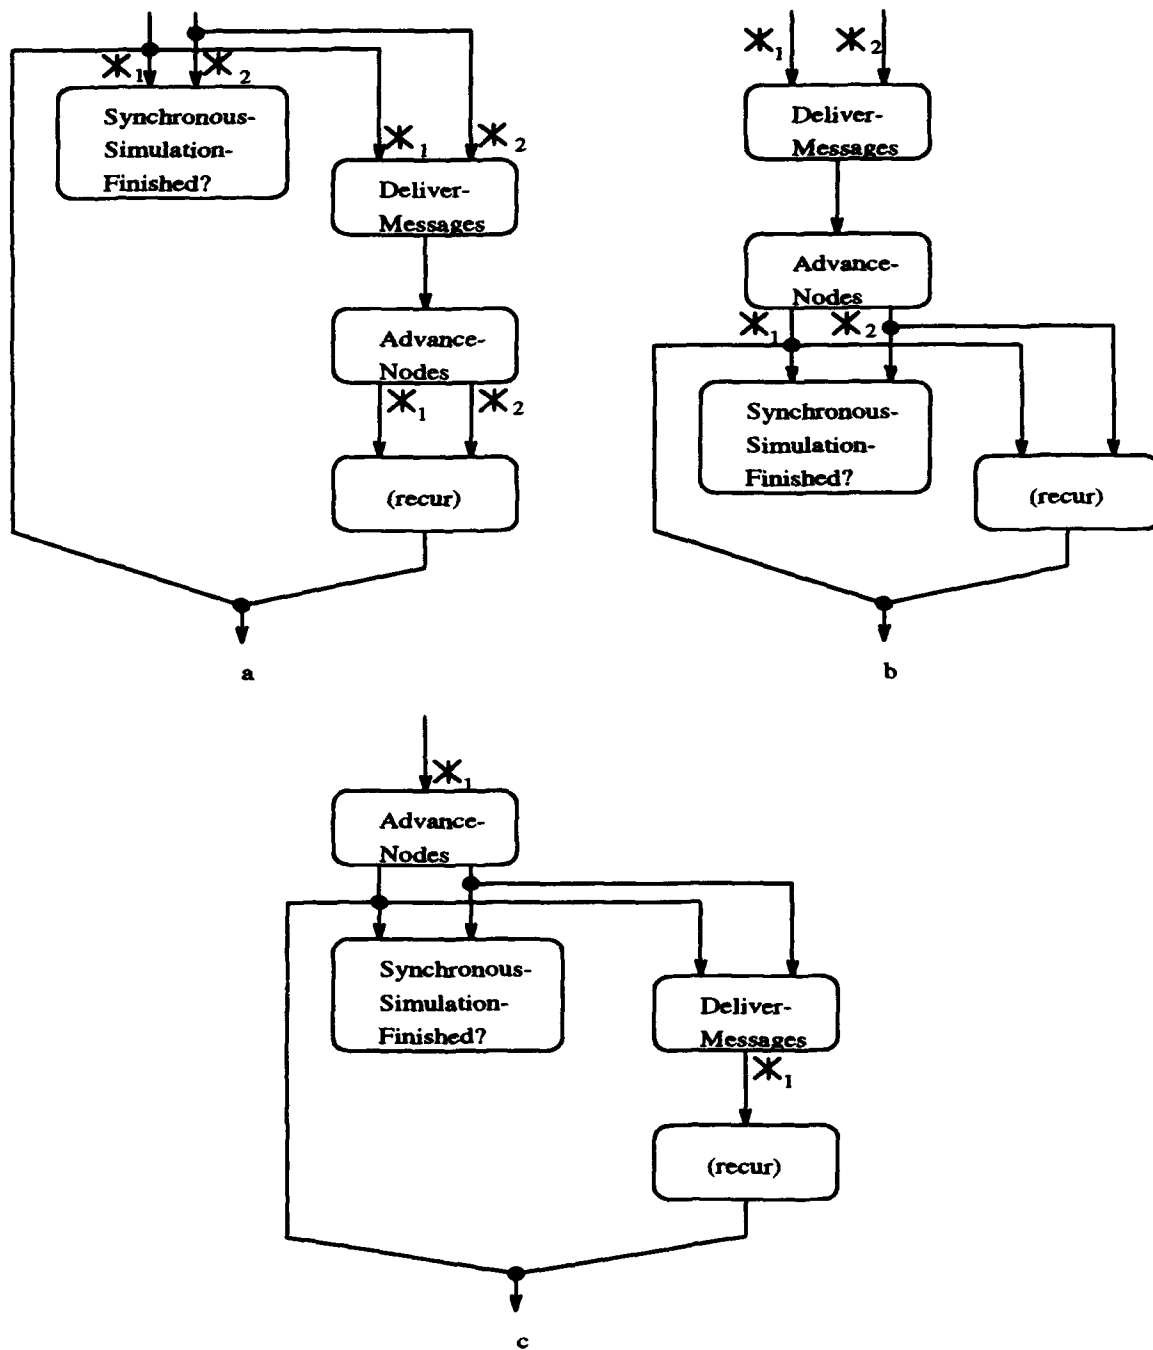 *1 *2
Synchronous-
Simulation-
Finished?
*1 *2
Deliver-
Messages
Advance-
Nodes
*1 *2
(recur)
a
*1 *2
Deliver-
Messages
Advance-
Nodes
*1 *2
Synchronous-
Simulation-
Finished?
(recur)
b
*1
Advance-
Nodes
Synchronous-
Simulation-
Finished?
Deliver-
Messages
*1
(recur)
c